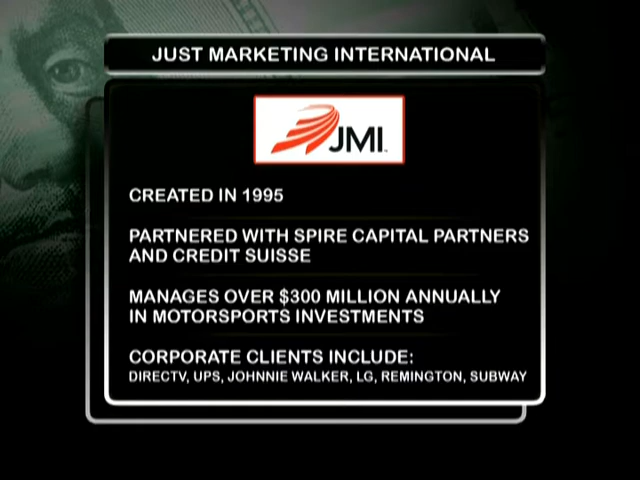 JUST MARKETING INTERNATIONAL
JMI
CREATED IN 1995
PARTNERED WITH SPIRE CAPITAL PARTNERS
AND CREDIT SUISSE
MANAGES OVER $300 MILLION ANNUALLY
IN MOTORSPORTS INVESTMENTS
CORPORATE CLIENTS INCLUDE:
DIRECTV, UPS, JOHNNIE WALKER, LG, REMINGTON, SUBWAY